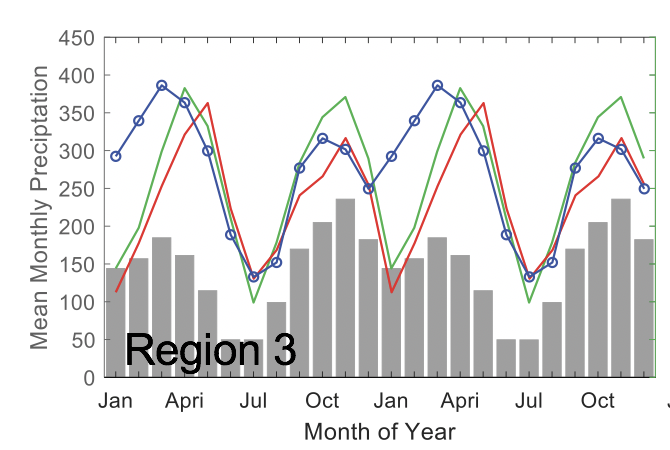 Mean Monthly Preciptation
450
400
350
300
250
200
150
100
50
0
Region 3
Jan Apri Jul Oct Jan Apri Jul Oct
Month of Year